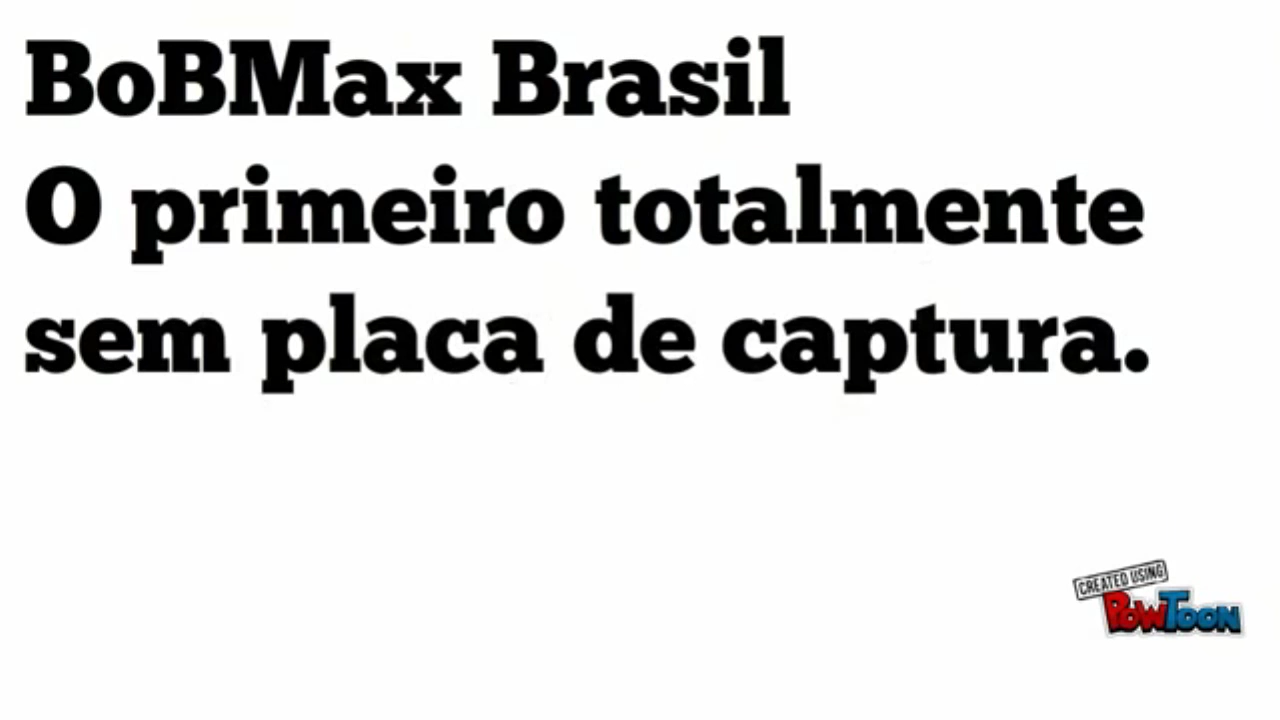 BoBMax Brasil
O primeiro totalmente
sem placa de captura.
CREATED USING
POWTOON